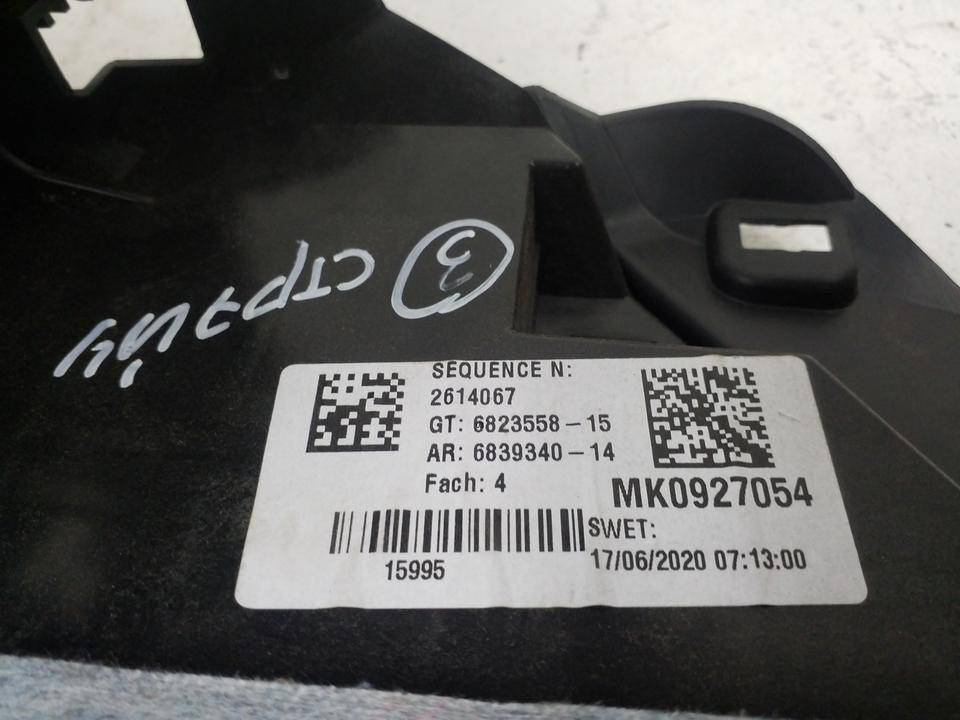 3
SEQUENCE N:
2614067
GT: 6823558-15
AR: 6839340-14
Fach: 4
MK0927054
15995
SWET:
17/06/2020 07:13:00